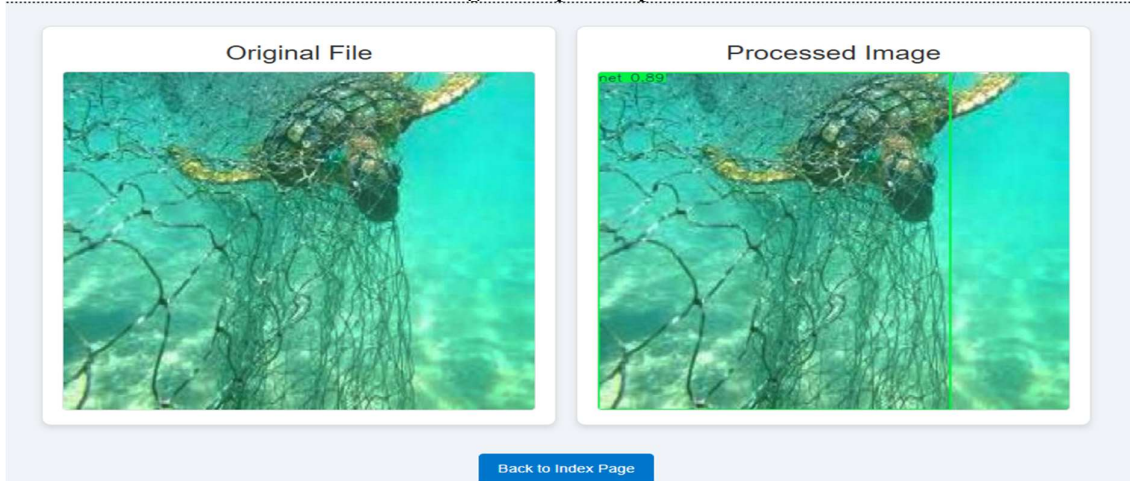 Original File
Processed Image
net 0.89
Back to Index Page